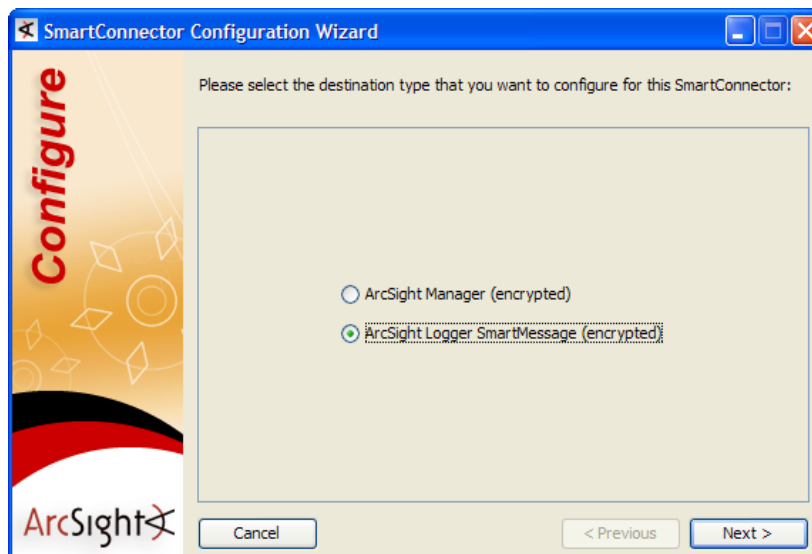 SmartConnector Configuration Wizard
Configure
Please select the destination type that you want to configure for this SmartConnector:
ArcSight Manager (encrypted)
ArcSight Logger SmartMessage (encrypted)
ArcSight
Cancel
< Previous
Next >